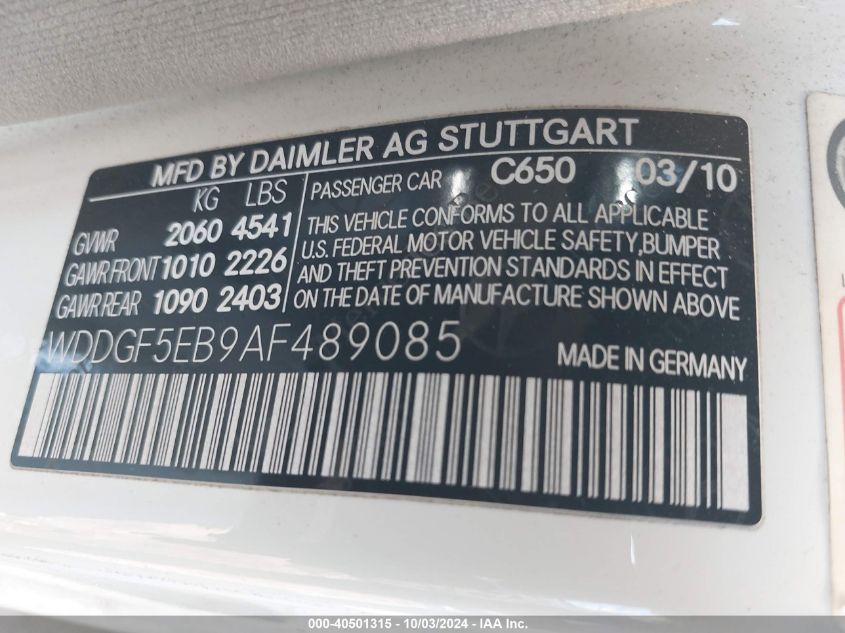 MFD BY DAIMLER AG STUTTGART
KG LBS
GVWR 2060 4541
GAWR FRONT 1010 2226
GAWR REAR 1090 2403
PASSENGER CAR C650 03/10
THIS VEHICLE CONFORMS TO ALL APPLICABLE
U.S. FEDERAL MOTOR VEHICLE SAFETY, BUMPER
AND THEFT PREVENTION STANDARDS IN EFFECT
ON THE DATE OF MANUFACTURE SHOWN ABOVE
WDDGF5EB9AF489085 MADE IN GERMANY
000-40501315 - 10/03/2024 - IAA Inc.